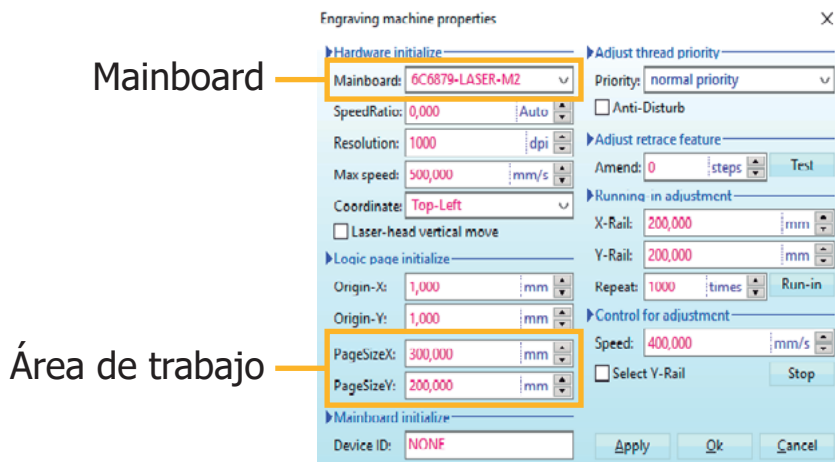 Engraving machine properties X
Mainboard
Hardware initialize
Mainboard: 6C6879-LASER-M2
SpeedRatio: 0,000 Auto
Resolution: 1000 dpi
Max speed: 500,000 mm/s
Coordinate: Top-Left
Laser-head vertical move
Logic page initialize
Origin-X: 1,000 mm
Origin-Y: 1,000 mm
Área de trabajo
PageSizeX: 300,000 mm
PageSizeY: 200,000 mm
Mainboard initialize
Device ID: NONE
Adjust thread priority
Priority: normal priority
Anti-Disturb
Adjust retrace feature
Amend: 0 steps Test
Running-in adjustment
X-Rail: 200,000 mm
Y-Rail: 200,000 mm
Repeat: 1000 times Run-in
Control for adjustment
Speed: 400,000 mm/s
Select Y-Rail Stop
Apply Ok Cancel